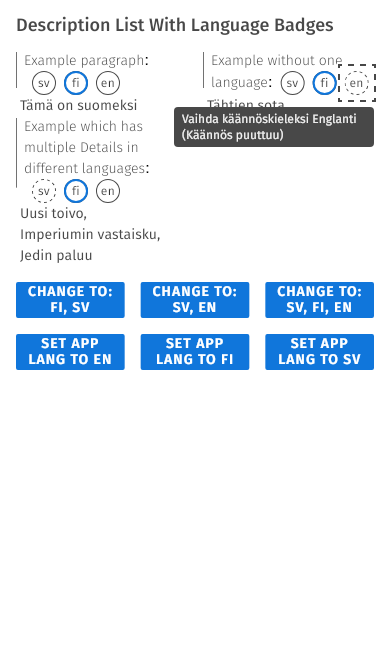 Description List With Language Badges
Example paragraph:
sv fi en
Tämä on suomeksi
Example without one
language: sv fi en
Tähtien sota
Vaihda käännöskieleksi Englanti
(Käännös puuttuu)
Example which has
multiple Details in
different languages:
sv fi en
Uusi toivo,
Imperiumin vastaisku,
Jedin paluu
CHANGE TO:
FI, SV
CHANGE TO:
SV, EN
CHANGE TO:
SV, FI, EN
SET APP
LANG TO EN
SET APP
LANG TO FI
SET APP
LANG TO SV